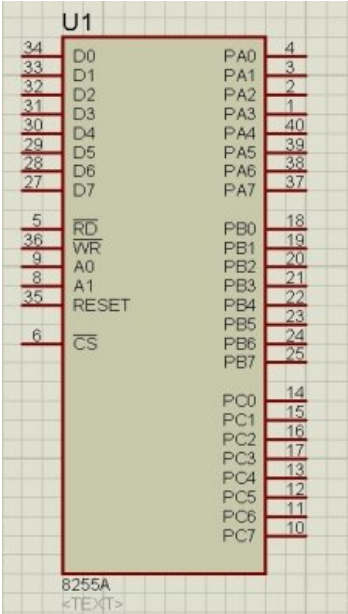 U1
34 D0 PA0 4
33 D1 PA1 3
32 D2 PA2 2
31 D3 PA3 1
30 D4 PA4 40
29 D5 PA5 39
28 D6 PA6 38
27 D7 PA7 37
5 RD PB0 18
36 WR PB1 19
9 A0 PB2 20
8 A1 PB3 21
35 RESET PB4 22
PB5 23
6 CS PB6 24
PB7 25
PC0 14
PC1 15
PC2 16
PC3 17
PC4 13
PC5 12
PC6 11
PC7 10
8255A
<TEXT>